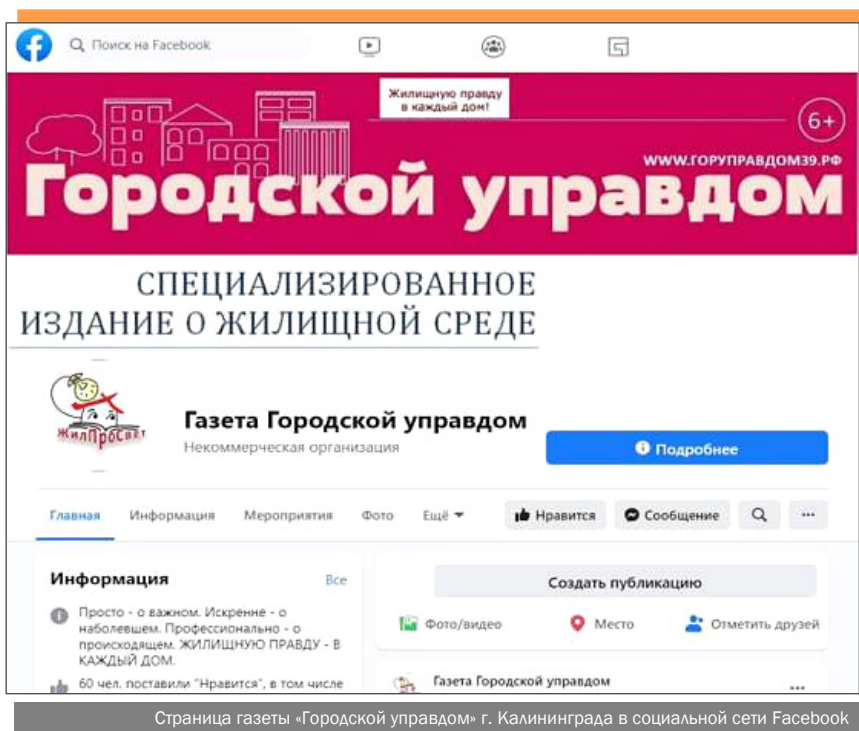 Поиск на Facebook
Жилищную правду
в каждый дом!
6+
WWW.ГОРУПРАВДОМ39.РФ
Городской управдом
СПЕЦИАЛИЗИРОВАННОЕ
ИЗДАНИЕ О ЖИЛИЩНОЙ СРЕДЕ
ЖилПроСвет
Газета Городской управдом
Некоммерческая организация
Подробнее
Главная Информация Мероприятия Фото Ещё Нравится Сообщение
Информация Все
Просто - о важном. Искренне - о
наболевшем. Профессионально - о
происходящем. ЖИЛИЩНУЮ ПРАВДУ - В
КАЖДЫЙ ДОМ.
60 чел. поставили "Нравится", в том числе
Создать публикацию
Фото/видео Место Отметить друзей
Газета Городской управдом
Страница газеты «Городской управдом» г. Калининграда в социальной сети Facebook